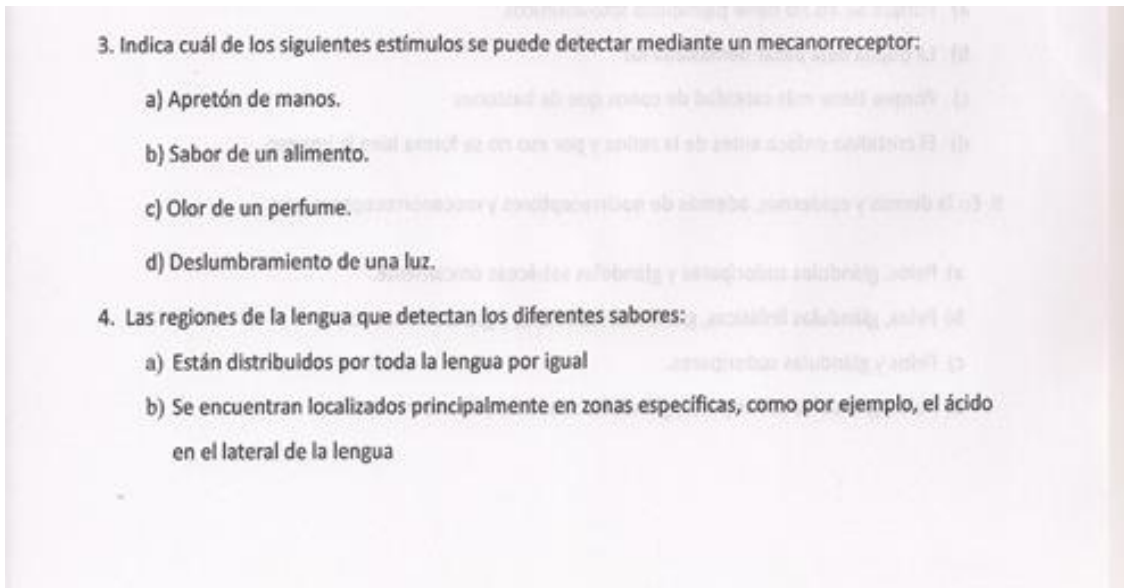 3. Indica cuál de los siguientes estímulos se puede detectar mediante un mecanorreceptor:
a) Apretón de manos.
b) Sabor de un alimento.
c) Olor de un perfume.
d) Deslumbramiento de una luz.
4. Las regiones de la lengua que detectan los diferentes sabores:
a) Están distribuidos por toda la lengua por igual
b) Se encuentran localizados principalmente en zonas específicas, como por ejemplo, el ácido
en el lateral de la lengua